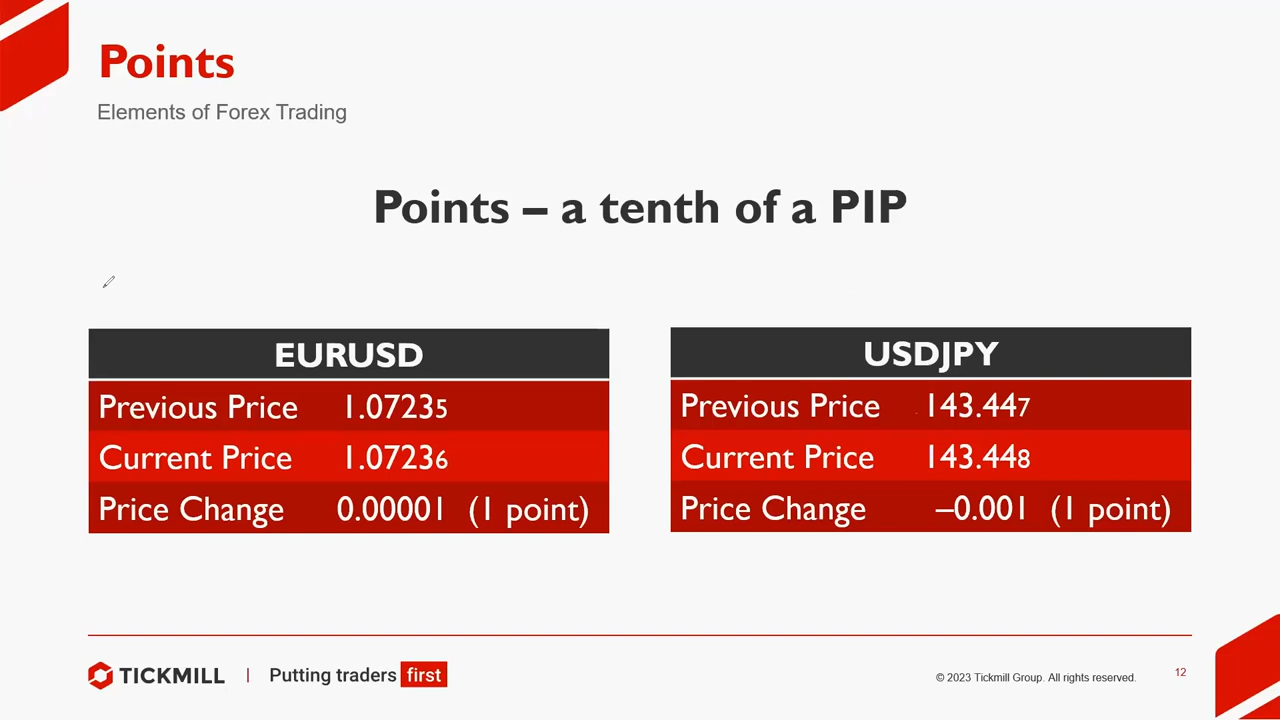 Points
Elements of Forex Trading
Points – a tenth of a PIP
EURUSD
Previous Price 1.07235
Current Price 1.07236
Price Change 0.00001 (1 point)
USDJPY
Previous Price 143.447
Current Price 143.448
Price Change –0.001 (1 point)
TICKMILL | Putting traders first
© 2023 Tickmill Group. All rights reserved.
12